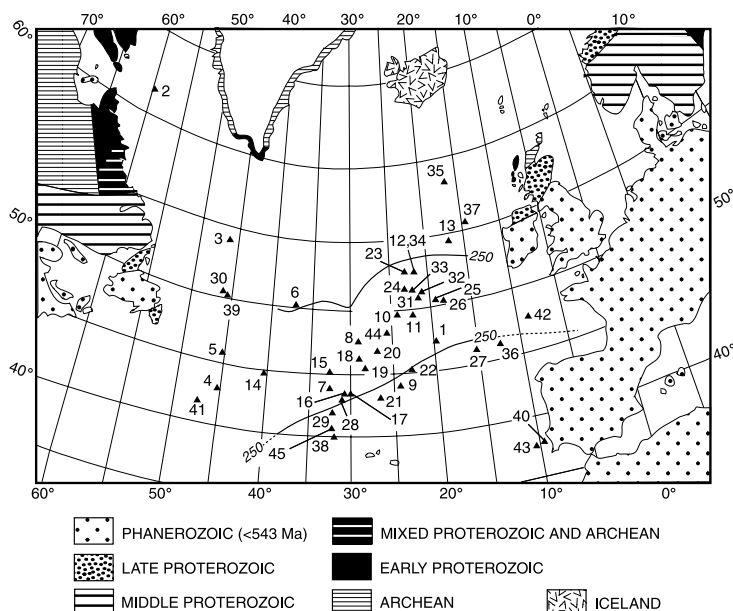 60° 70° 50° 40° 30° 20° 10° 0° 10°
2
35
50° 50°
37
3 13
12,34
23 250
33
32
30 24 25
6 31 26
39 10 42
11
44 1 250
8
5 20 27 36
18
40° 15 19 22 40°
14
4 7 9
16 21
41 17 40
29 28
250 45 38 43
60° 50° 40° 30° 20° 10° 0°
PHANEROZOIC (<543 Ma) MIXED PROTEROZOIC AND ARCHEAN
LATE PROTEROZOIC EARLY PROTEROZOIC
MIDDLE PROTEROZOIC ARCHEAN ICELAND